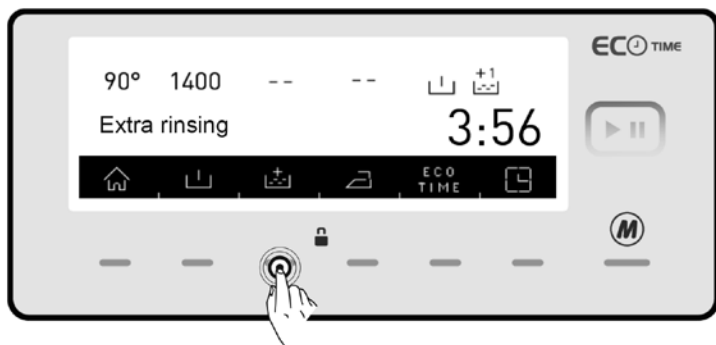 ECO TIME
90° 1400 -- -- +1
Extra rinsing 3:56
ECO
TIME
M